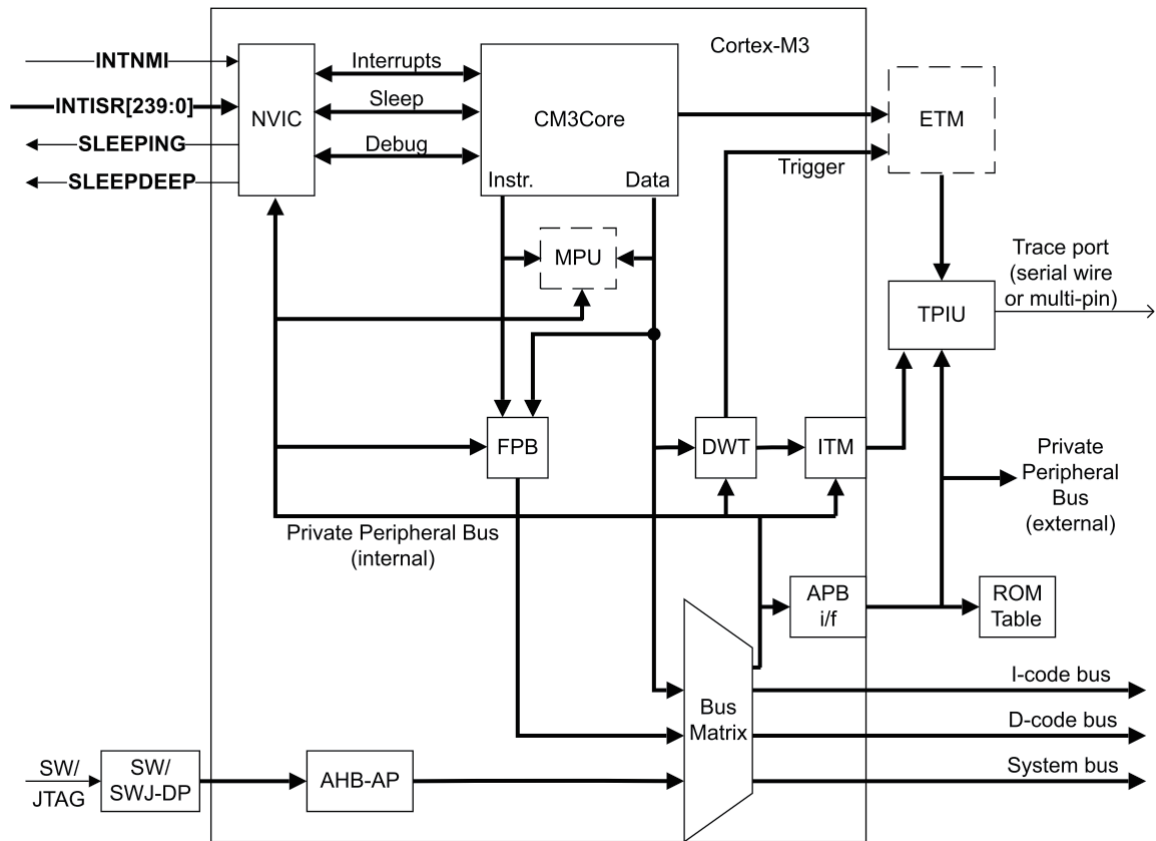 Cortex-M3
INTNMI
INTISR[239:0]
SLEEPING
SLEEPDEEP
NVIC
Interrupts
Sleep
Debug
CM3Core
Instr.
Data
ETM
Trigger
MPU
Trace port
(serial wire
or multi-pin)
TPIU
FPB
DWT
ITM
Private
Peripheral
Bus
(external)
Private Peripheral Bus
(internal)
APB
i/f
ROM
Table
Bus
Matrix
I-code bus
D-code bus
System bus
SW/
JTAG
SW/
SWJ-DP
AHB-AP